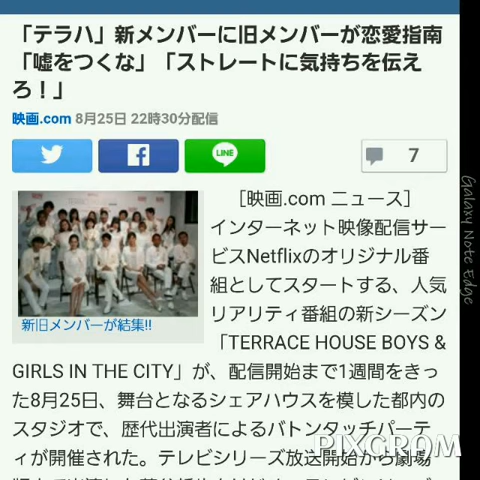 「テラハ」新メンバーに旧メンバーが恋愛指南
「嘘をつくな」「ストレートに気持ちを伝え
ろ！」
映画.com 8月25日 22時30分配信
LINE
7
新旧メンバーが結集!!
［映画.com ニュース］
インターネット映像配信サー
ビスNetflixのオリジナル番
組としてスタートする、人気
リアリティ番組の新シーズン
「TERRACE HOUSE BOYS &
GIRLS IN THE CITY」が、配信開始まで1週間をきっ
た8月25日、舞台となるシェアハウスを模した都内の
スタジオで、歴代出演者によるバトンタッチパーテ
ィが開催された。テレビシリーズ放送開始から劇場
Galaxy Note Edge
PIXGROM